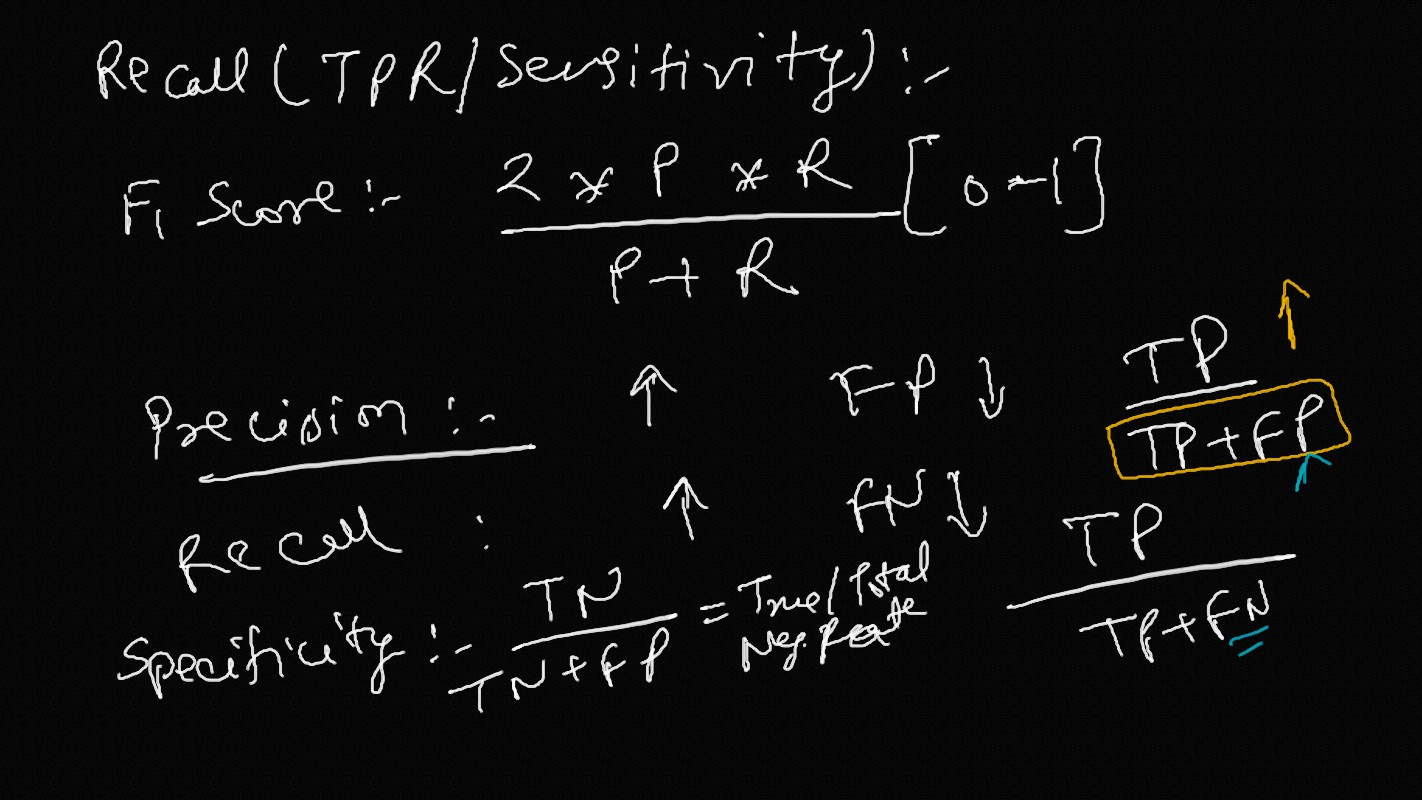 Recall (TPR/Sensitivity) :-
F1 Score :- 2 * P * R [0-1]
P + R
Precision :- ↑ FP ↓ TP ↑
TP + FP
Recall : ↑ FN ↓ TP
TP + FN
Specificity :- TN = True/Total
TN + FP Neg.